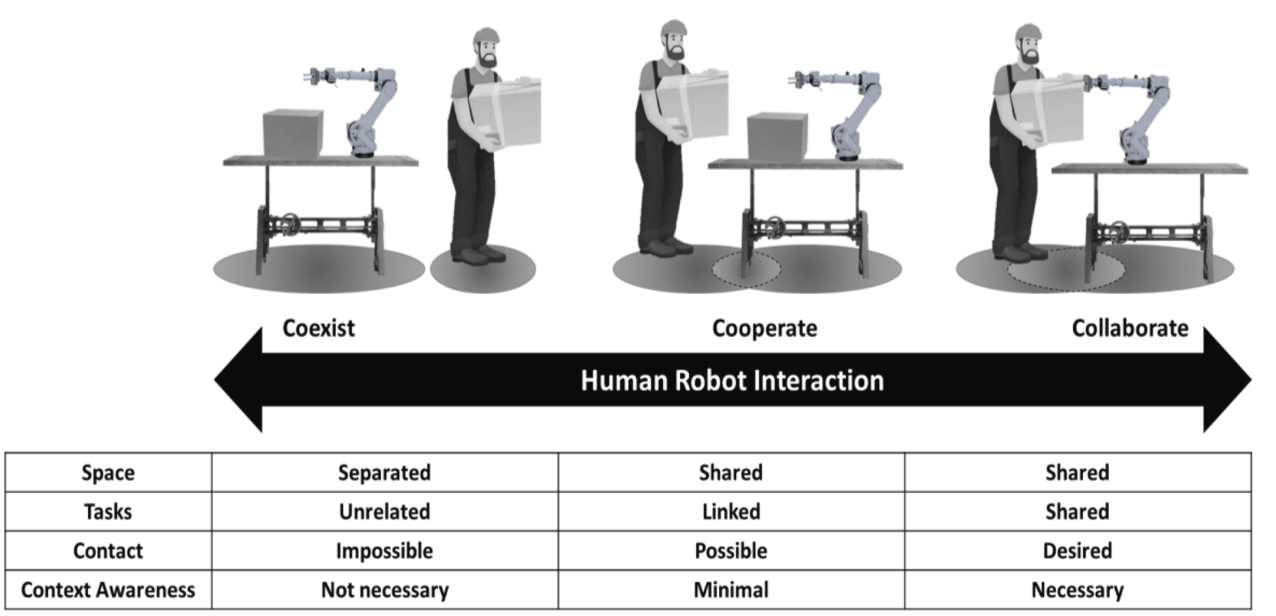 Coexist Cooperate Collaborate
Human Robot Interaction
Space Separated Shared Shared
Tasks Unrelated Linked Shared
Contact Impossible Possible Desired
Context Awareness Not necessary Minimal Necessary